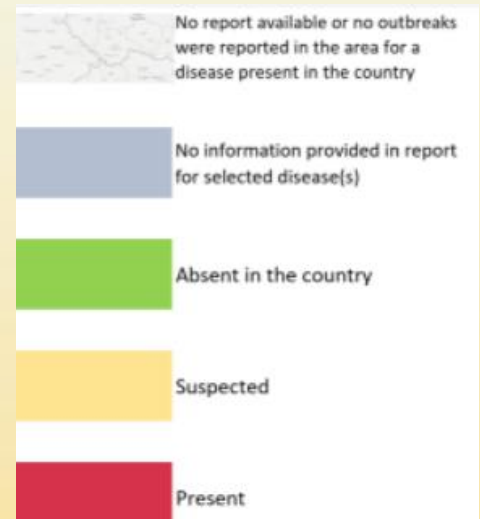 No report available or no outbreaks
were reported in the area for a
disease present in the country
No information provided in report
for selected disease(s)
Absent in the country
Suspected
Present